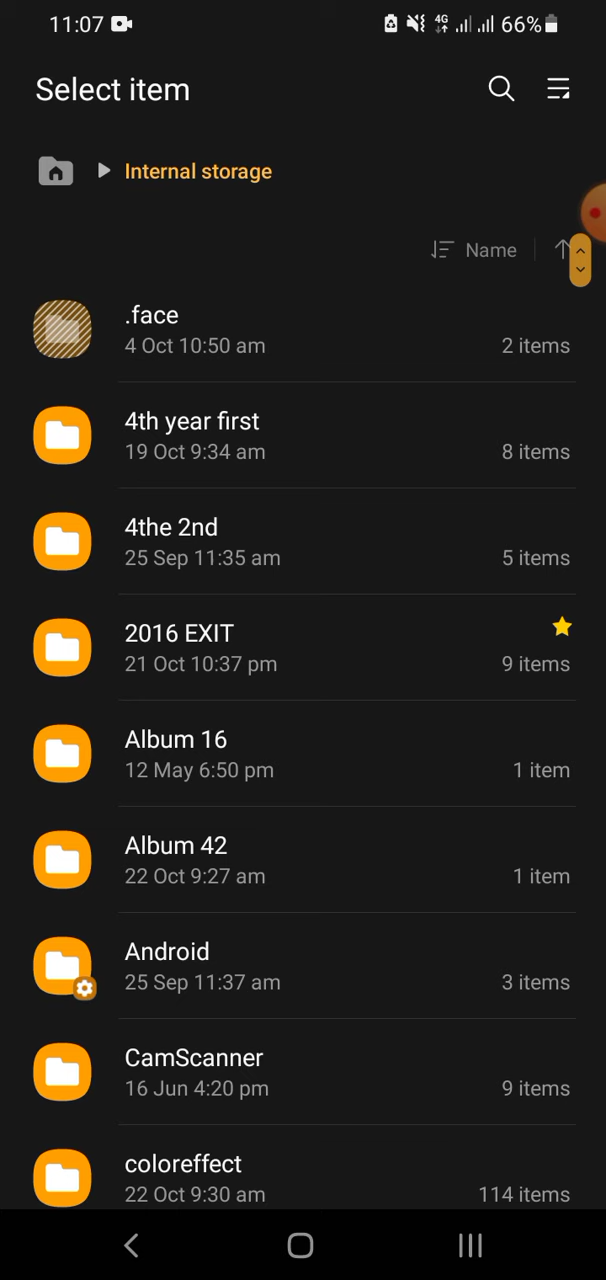 11:07 4G 66%
Select item
Internal storage
Name
.face
4 Oct 10:50 am 2 items
4th year first
19 Oct 9:34 am 8 items
4the 2nd
25 Sep 11:35 am 5 items
2016 EXIT
21 Oct 10:37 pm 9 items
Album 16
12 May 6:50 pm 1 item
Album 42
22 Oct 9:27 am 1 item
Android
25 Sep 11:37 am 3 items
CamScanner
16 Jun 4:20 pm 9 items
coloreffect
22 Oct 9:30 am 114 items